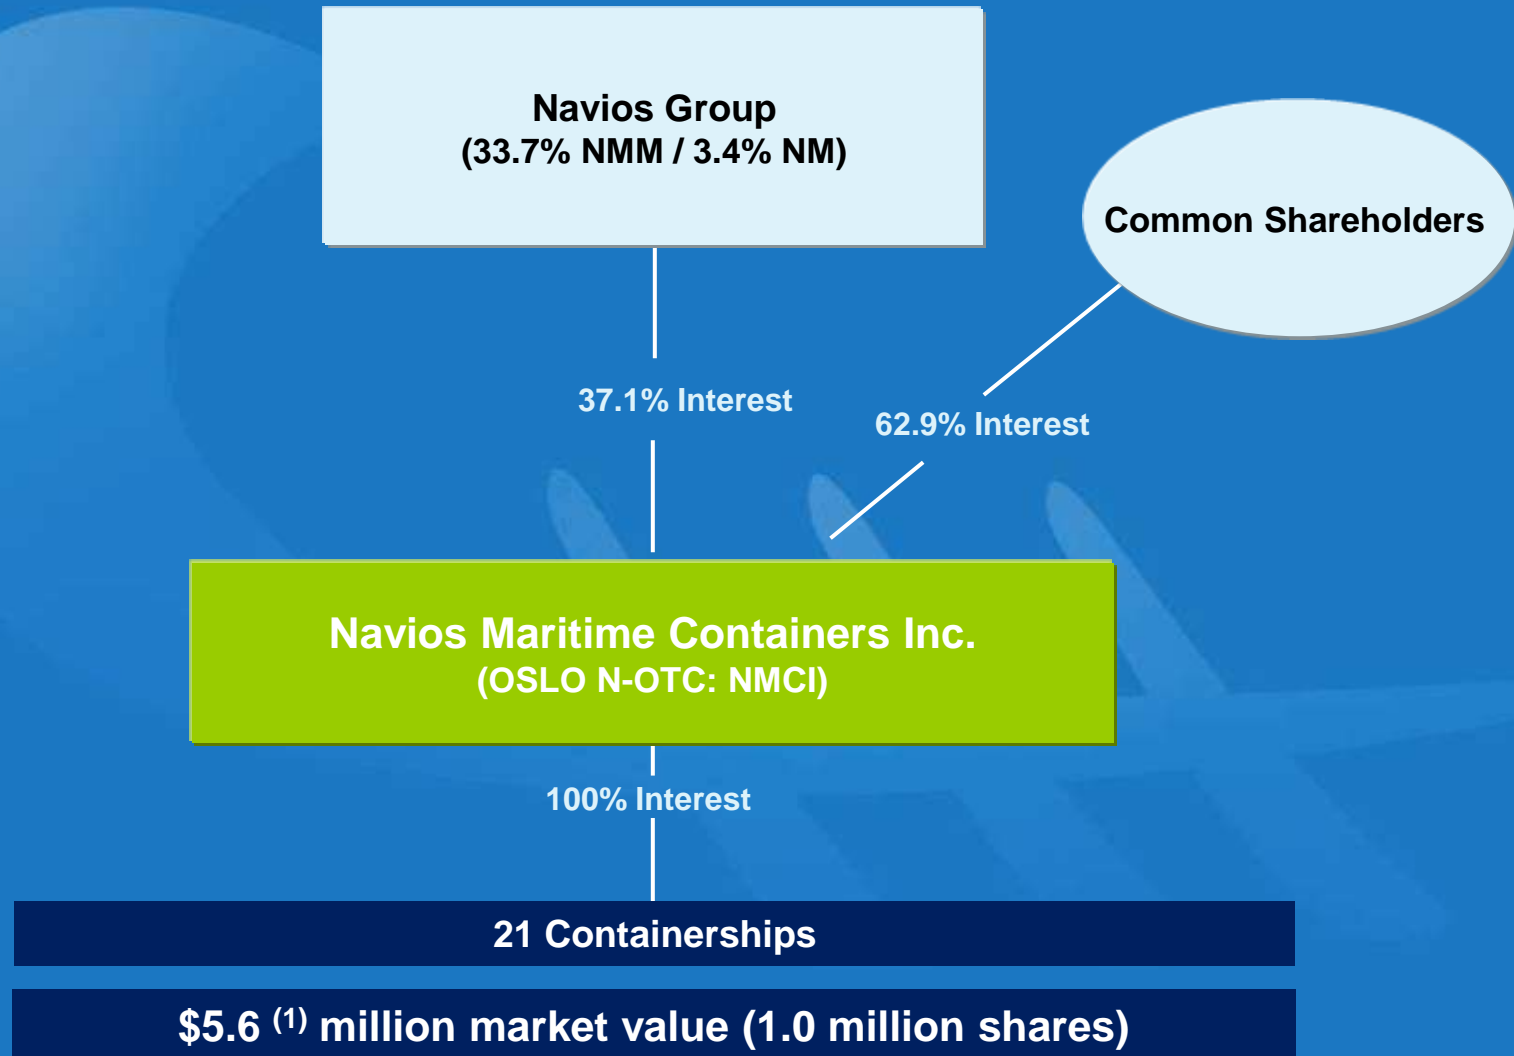 Navios Group
(33.7% NMM / 3.4% NM)
Common Shareholders
37.1% Interest
62.9% Interest
Navios Maritime Containers Inc.
(OSLO N-OTC: NMCI)
100% Interest
21 Containerships
$5.6 (1) million market value (1.0 million shares)